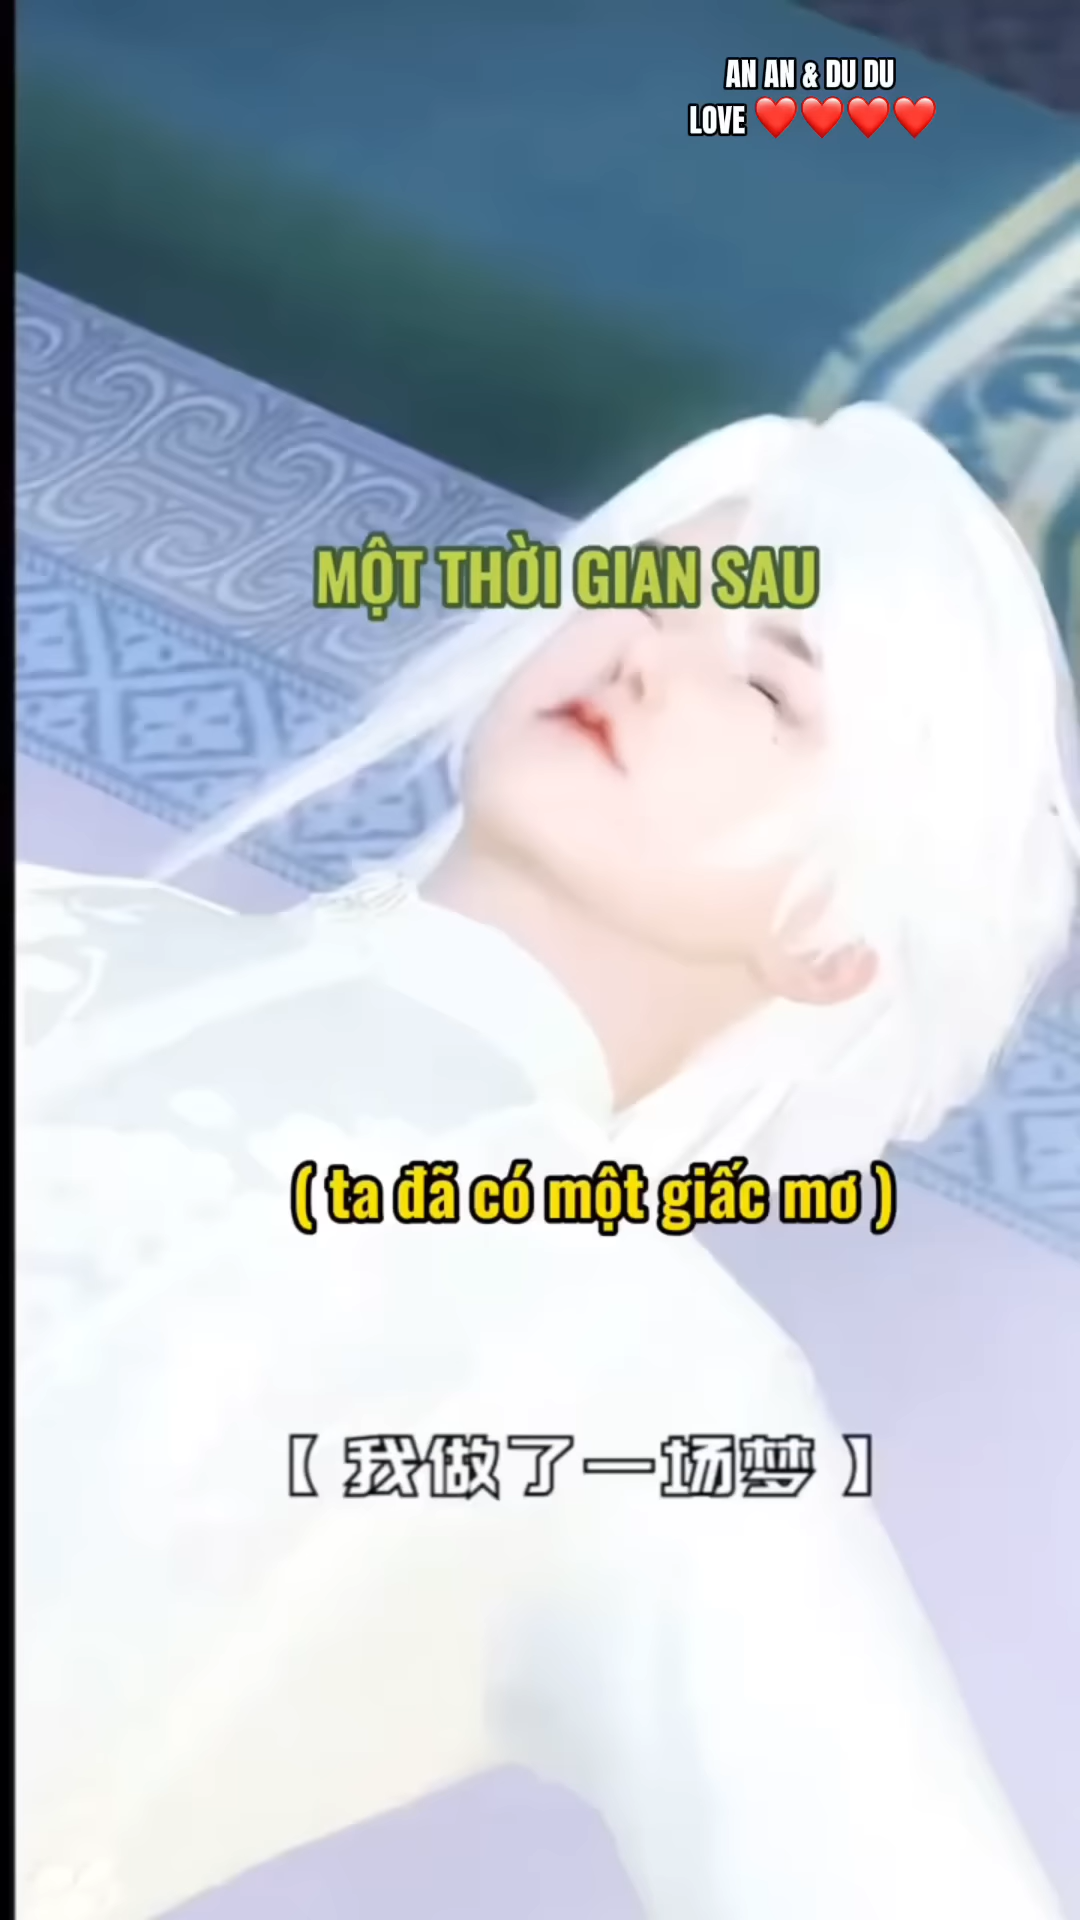 AN AN & DU DU
LOVE ❤️❤️❤️❤️
MỘT THỜI GIAN SAU
( ta đã có một giấc mơ )
【 我做了一场梦 】